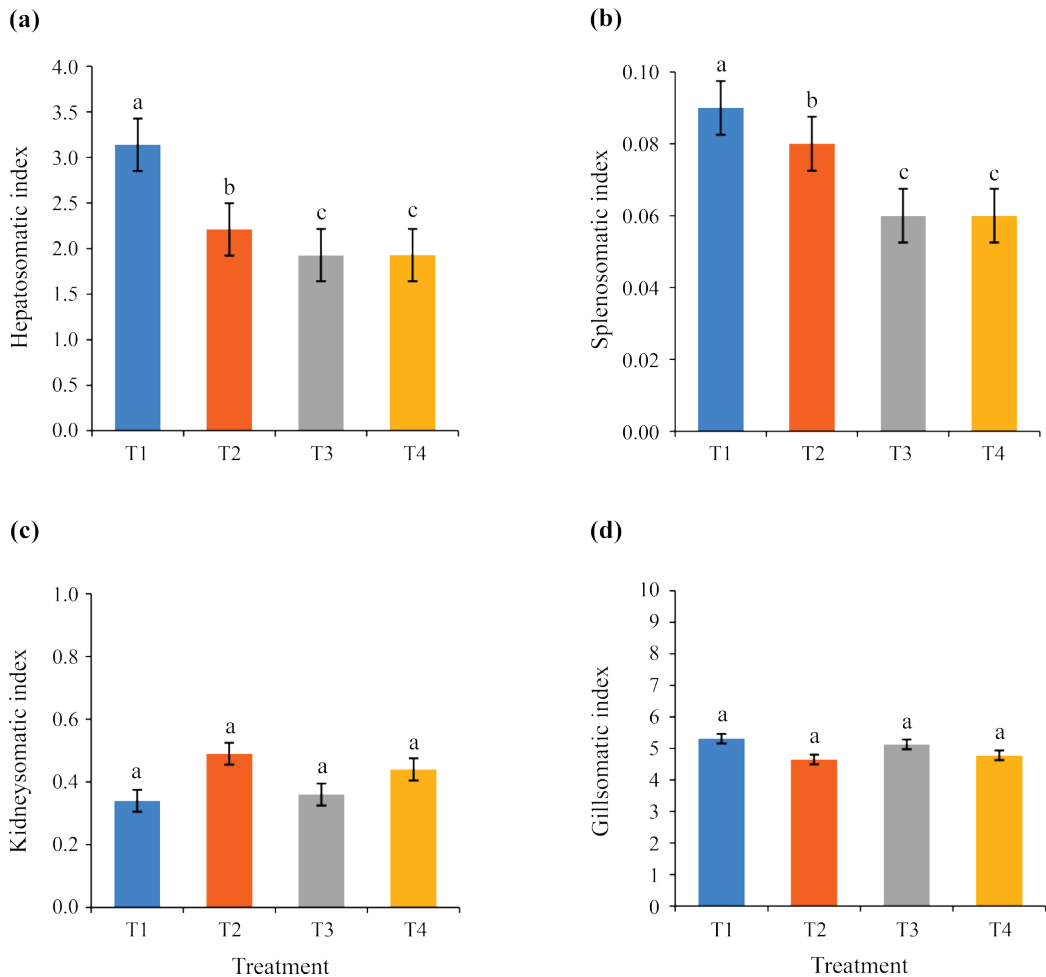 (a)
Hepatosomatic index
4.0
3.5
3.0
2.5
2.0
1.5
1.0
0.5
0.0
a
b
c
c
T1 T2 T3 T4
(b)
Splenosomatic index
0.10
0.08
0.06
0.04
0.02
0.00
a
b
c
c
T1 T2 T3 T4
(c)
Kidneysomatic index
1.0
0.8
0.6
0.4
0.2
0.0
a
a
a
a
T1 T2 T3 T4
Treatment
(d)
Gillsomatic index
10
9
8
7
6
5
4
3
2
1
0
a
a
a
a
T1 T2 T3 T4
Treatment